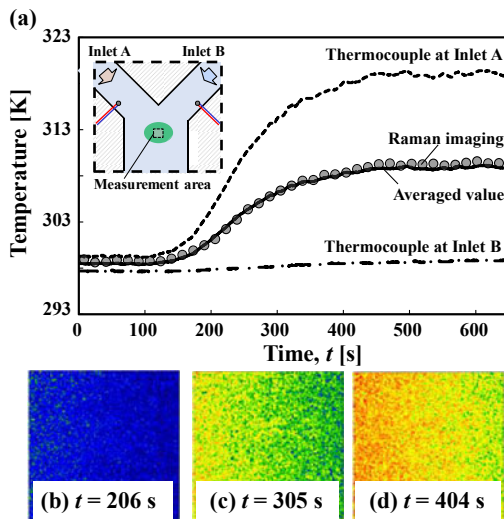 (a)
323
313
303
293
Temperature [K]
Inlet A
Inlet B
Measurement area
Thermocouple at Inlet A
Raman imaging
Averaged value
Thermocouple at Inlet B
0 100 200 300 400 500 600
Time, t [s]
(b) t = 206 s
(c) t = 305 s
(d) t = 404 s